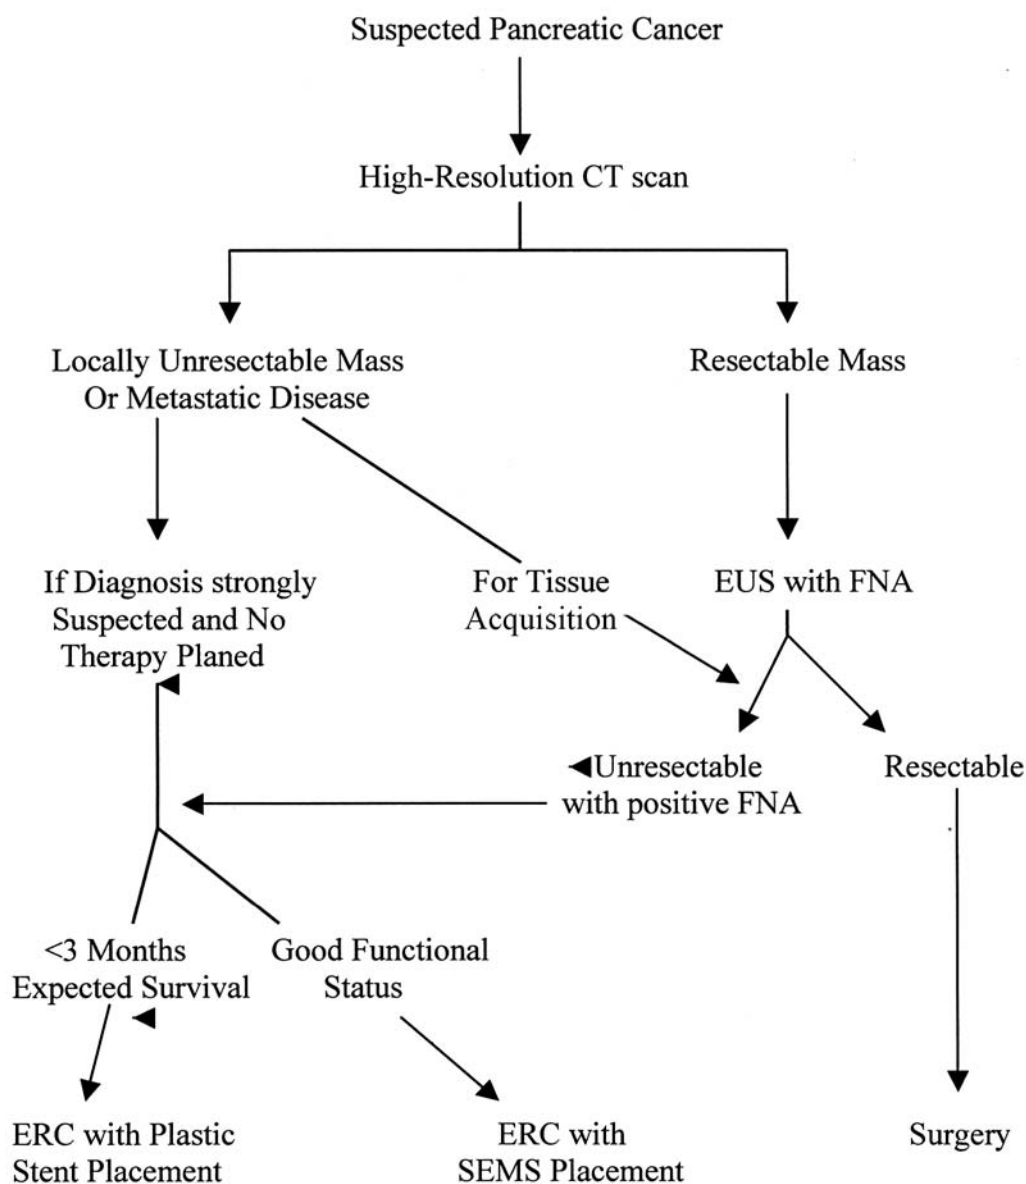 Suspected Pancreatic Cancer
High-Resolution CT scan
Locally Unresectable Mass
Or Metastatic Disease
Resectable Mass
If Diagnosis strongly
Suspected and No
Therapy Planed
For Tissue
Acquisition
EUS with FNA
Unresectable
with positive FNA
Resectable
<3 Months
Expected Survival
Good Functional
Status
ERC with Plastic
Stent Placement
ERC with
SEMS Placement
Surgery